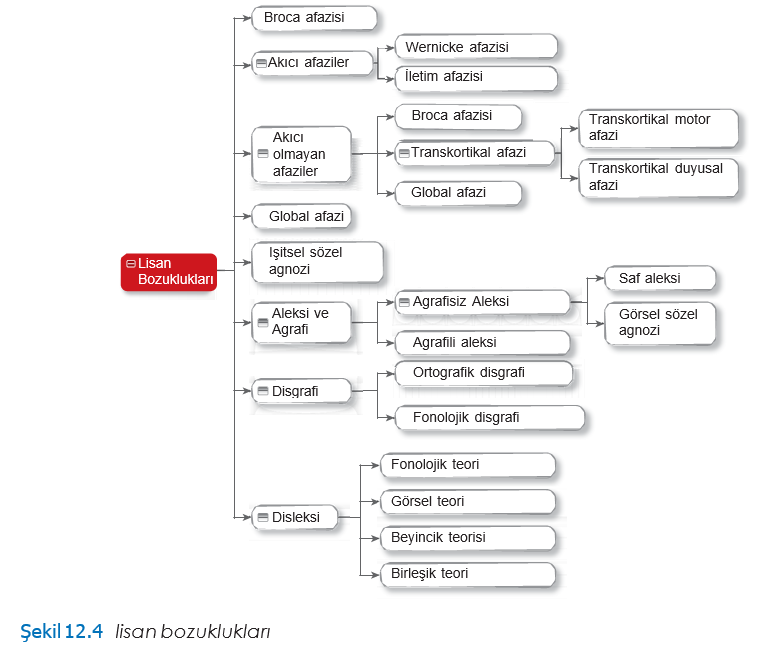 Lisan
Bozuklukları
Broca afazisi
Akıcı afaziler
Wernicke afazisi
İletim afazisi
Akıcı
olmayan
afaziler
Broca afazisi
Transkortikal afazi
Transkortikal motor
afazi
Transkortikal duyusal
afazi
Global afazi
Global afazi
Işitsel sözel
agnozi
Aleksi ve
Agrafi
Agrafisiz Aleksi
Saf aleksi
Görsel sözel
agnozi
Agrafili aleksi
Disgrafi
Ortografik disgrafi
Fonolojik disgrafi
Disleksi
Fonolojik teori
Görsel teori
Beyincik teorisi
Birleşik teori
Şekil 12.4 lisan bozuklukları